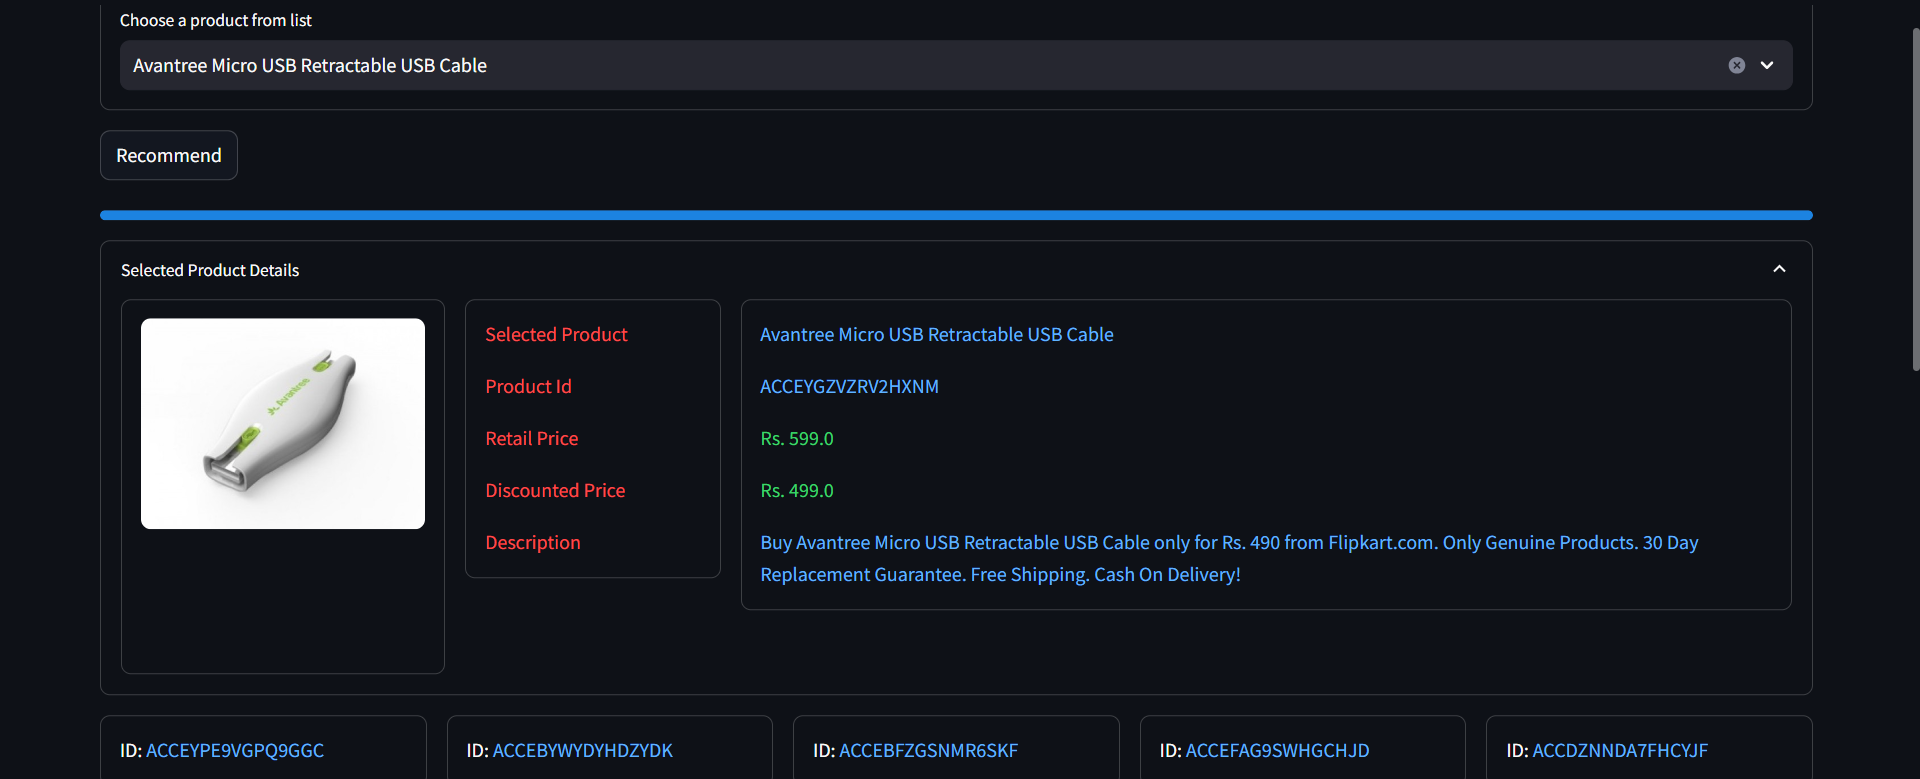 Choose a product from list
Avantree Micro USB Retractable USB Cable
Recommend
Selected Product Details
Avantree
Selected Product
Avantree Micro USB Retractable USB Cable
Product Id
ACCEYGZVZRV2HXNM
Retail Price
Rs. 599.0
Discounted Price
Rs. 499.0
Description
Buy Avantree Micro USB Retractable USB Cable only for Rs. 490 from Flipkart.com. Only Genuine Products. 30 Day
Replacement Guarantee. Free Shipping. Cash On Delivery!
ID: ACCEYPE9VGPQ9GGC
ID: ACCEBYWYDYHDZYDK
ID: ACCEBFZGSNMR6SKF
ID: ACCEFAG9SWHGCHJD
ID: ACCDZNNDA7FHCYJF